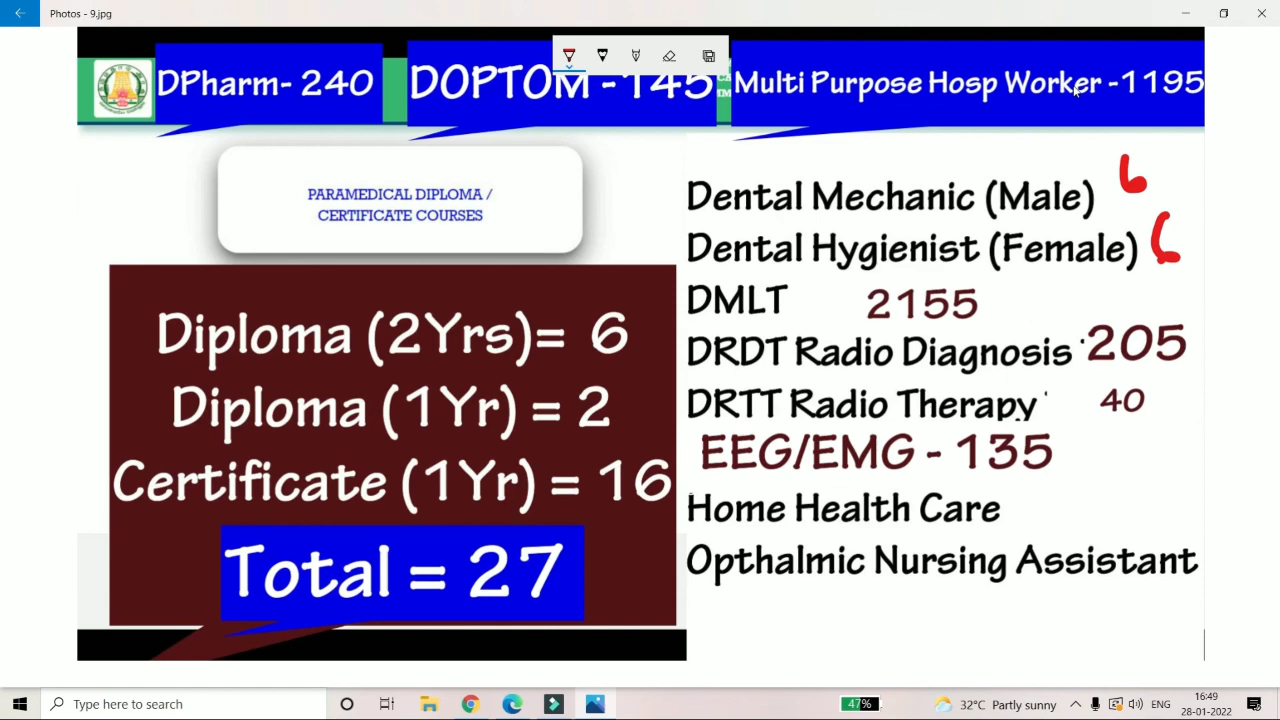 Photos - 9.jpg
DPharm- 240
DOPTOM -145
Multi Purpose Hosp Worker -1195
PARAMEDICAL DIPLOMA /
CERTIFICATE COURSES
Diploma (2Yrs)= 6
Diploma (1Yr) = 2
Certificate (1Yr) = 16
Total = 27
Dental Mechanic (Male) 6
Dental Hygienist (Female) 6
DMLT 2155
DRDT Radio Diagnosis 205
DRTT Radio Therapy 40
EEG/EMG - 135
Home Health Care
Opthalmic Nursing Assistant
Type here to search
47%
32°C Partly sunny
ENG
16:49
28-01-2022